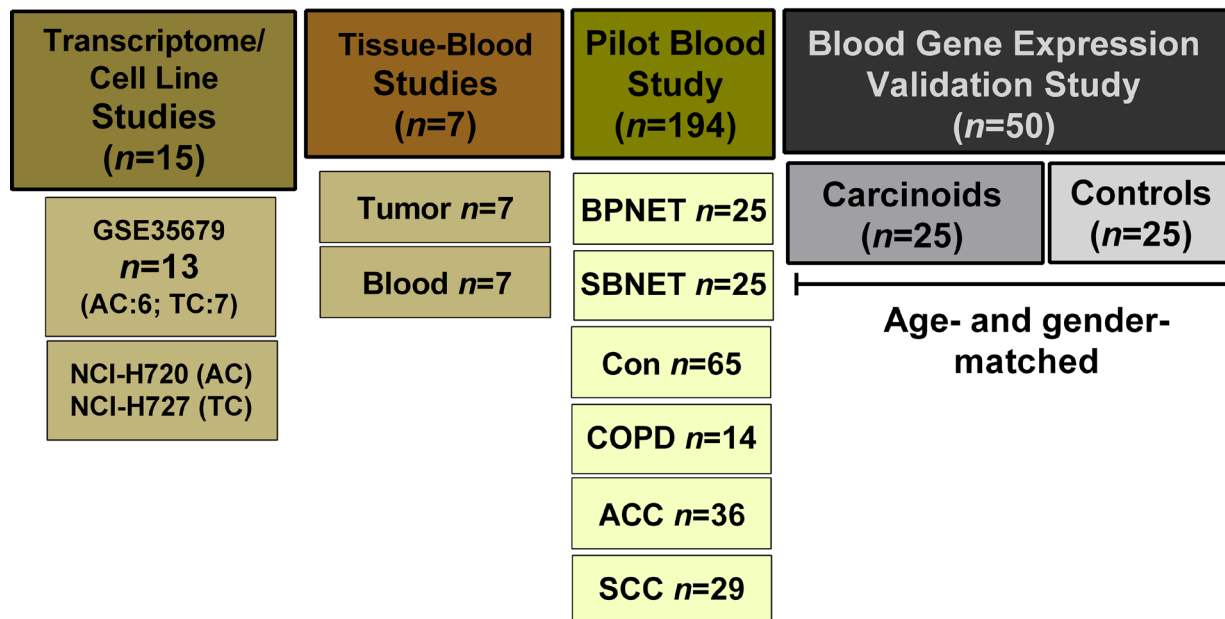 Transcriptome/
Cell Line
Studies
(n=15)
GSE35679
n=13
(AC:6; TC:7)
NCI-H720 (AC)
NCI-H727 (TC)
Tissue-Blood
Studies
(n=7)
Tumor n=7
Blood n=7
Pilot Blood
Study
(n=194)
BPNET n=25
SBNET n=25
Con n=65
COPD n=14
ACC n=36
SCC n=29
Blood Gene Expression
Validation Study
(n=50)
Carcinoids
(n=25)
Controls
(n=25)
Age- and gender-
matched